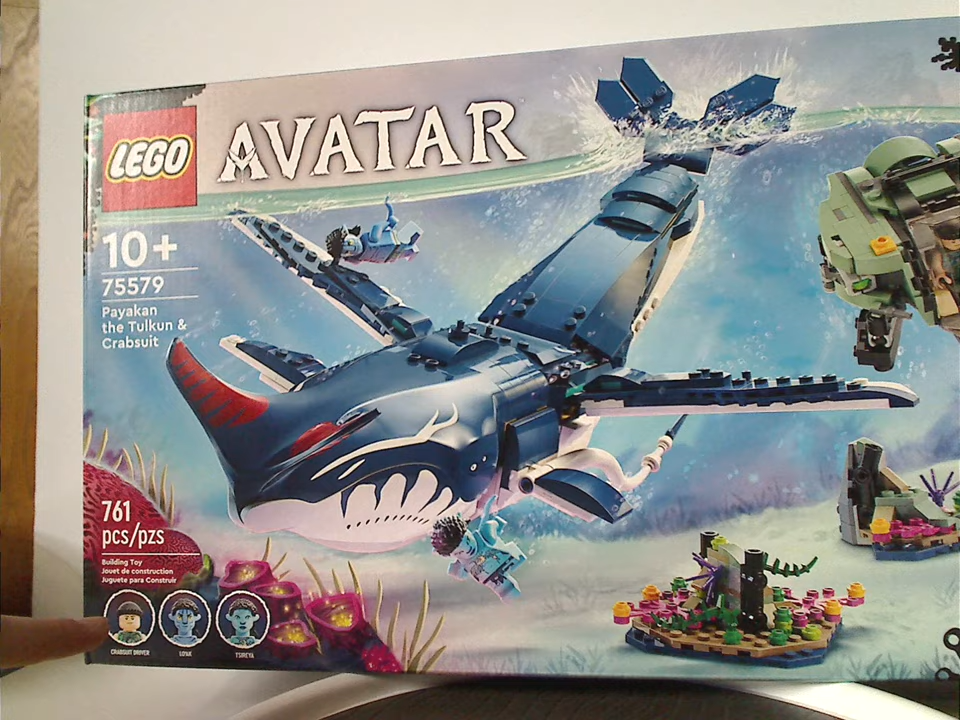 LEGO
AVATAR
10+
75579
Payakan
the Tulkun &
Crabsuit
761
pcs/pzs
Building Toy
Jouet de construction
Juguete para Construir
CRABSUIT DRIVER
LO'AK
TSIREYA